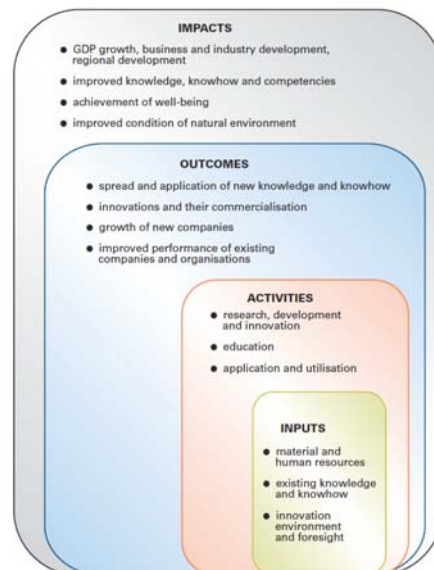 IMPACTS
● GDP growth, business and industry development,
regional development
● improved knowledge, knowhow and competencies
● achievement of well-being
● improved condition of natural environment
OUTCOMES
● spread and application of new knowledge and knowhow
● innovations and their commercialisation
● growth of new companies
● improved performance of existing
companies and organisations
ACTIVITIES
● research, development
and innovation
● education
● application and utilisation
INPUTS
● material and
human resources
● existing knowledge
and knowhow
● innovation
environment
and foresight